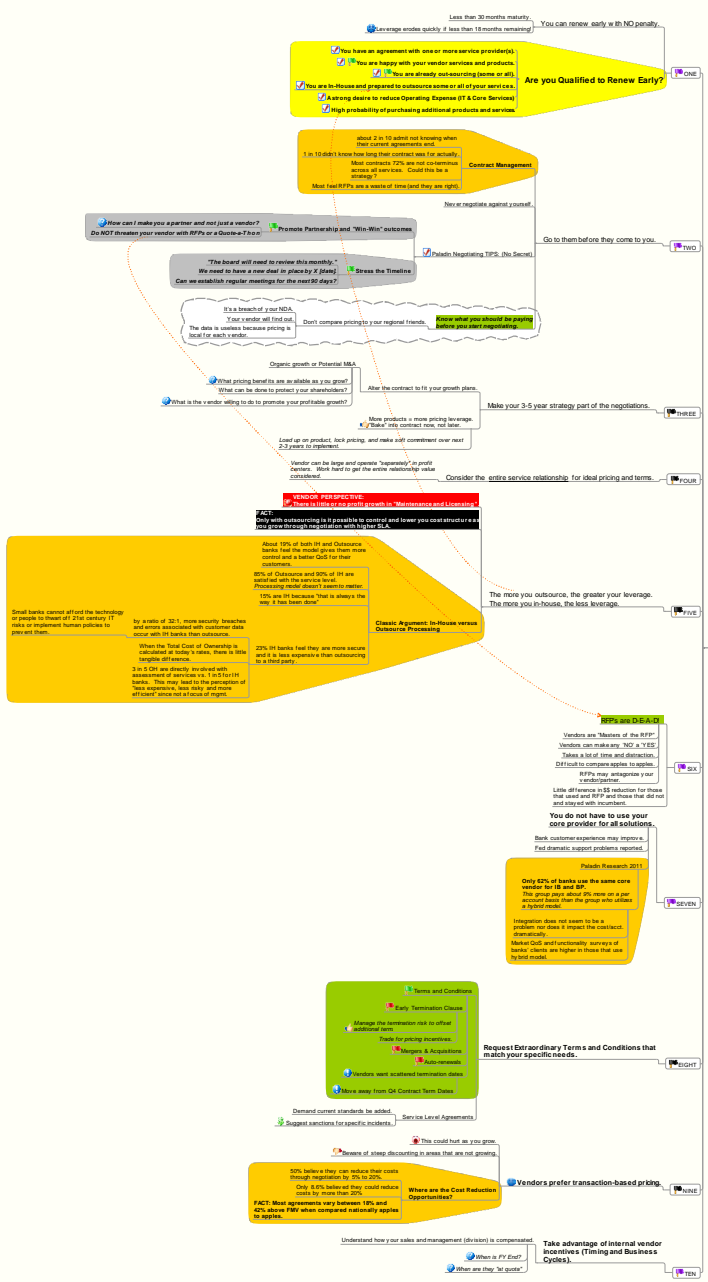 Less than 30 months maturity.
Leverage erodes quickly if less than 18 months remaining!
You can renew early with NO penalty.
You have an agreement with one or more service provider(s).
You are happy with your vendor services and products.
You are already out-sourcing (some or all).
You are In-House and prepared to outsource some or all of your services.
A strong desire to reduce Operating Expense (IT & Core Services)
High probability of purchasing additional products and services.
Are you Qualified to Renew Early?
ONE
about 2 in 10 admit not knowing when
their current agreements end.
1 in 10 didn't know how long their contract was for actually.
Most contracts 72% are not co-terminus
across all services. Could this be a
strategy?
Most feel RFPs are a waste of time (and they are right).
Contract Management
Never negotiate against yourself.
How can I make you a partner and not just a vendor?
Do NOT threaten your vendor with RFPs or a Quote-a-Thon
Promote Partnership and "Win-Win" outcomes
"The board will need to review this monthly."
We need to have a new deal in place by X [date].
Can we establish regular meetings for the next 90 days?
Stress the Timeline
Paladin Negotiating TIPS: (No Secret)
Go to them before they come to you.
TWO
It's a breach of your NDA.
Your vendor will find out.
The data is useless because pricing is
local for each vendor.
Don't compare pricing to your regional friends.
Know what you should be paying
before you start negotiating.
Organic growth or Potential M&A
What pricing benefits are available as you grow?
What can be done to protect your shareholders?
What is the vendor willing to do to promote your profitable growth?
Alter the contract to fit your growth plans.
More products = more pricing leverage.
"Bake" into contract now, not later.
Load up on product, lock pricing, and make soft commitment over next
2-3 years to implement.
Make your 3-5 year strategy part of the negotiations.
THREE
Vendor can be large and operate "separately" in profit
centers. Work hard to get the entire relationship value
considered.
Consider the entire service relationship for ideal pricing and terms.
FOUR
VENDOR PERSPECTIVE:
There is little or no profit growth in "Maintenance and Licensing"
FACT:
Only with outsourcing is it possible to control and lower you cost structure as
you grow through negotiation with higher SLA.
About 19% of both IH and Outsource
banks feel the model gives them more
control and a better QoS for their
customers.
85% of Outsource and 90% of IH are
satisfied with the service level.
Processing model doesn't seem to matter.
15% are IH because "that is always the
way it has been done"
Small banks cannot afford the technology
or people to thwart off 21st century IT
risks or implement human policies to
prevent them.
by a ratio of 32:1, more security breaches
and errors associated with customer data
occur with IH banks than outsource.
When the Total Cost of Ownership is
calculated at today's rates, there is little
tangible difference.
3 in 5 OH are directly involved with
assessment of services vs. 1 in 5 for IH
banks. This may lead to the perception of
"less expensive, less risky and more
efficient" since not a focus of mgmt.
23% IH banks feel they are more secure
and it is less expensive than outsourcing
to a third party.
Classic Argument: In-House versus
Outsource Processing
The more you outsource, the greater your leverage.
The more you in-house, the less leverage.
FIVE
RFP's are D-E-A-D!
Vendors are "Masters of the RFP"
Vendors can make any 'NO' a 'YES'
Takes a lot of time and distraction.
Difficult to compare apples to apples.
RFPs may antagonize your
vendor/partner.
Little difference in $$ reduction for those
that used and RFP and those that did not
and stayed with incumbent.
SIX
You do not have to use your
core provider for all solutions.
Bank customer experience may improve.
Fed dramatic support problems reported.
Paladin Research 2011
Only 62% of banks use the same core
vendor for IB and BP.
This group pays about 9% more on a per
account basis than the group who utilizes
a hybrid model.
Integration does not seem to be a
problem nor does it impact the cost/acct.
dramatically.
Market QoS and functionality surveys of
banks' clients are higher in those that use
hybrid model.
SEVEN
Terms and Conditions
Early Termination Clause
Manage the termination risk to offset
additional term.
Trade for pricing incentives.
Mergers & Acquisitions
Auto-renewals
Vendors want scattered termination dates
Move away from Q4 Contract Term Dates
Request Extraordinary Terms and Conditions that
match your specific needs.
EIGHT
Demand current standards be added.
Suggest sanctions for specific incidents.
Service Level Agreements
This could hurt as you grow.
Beware of steep discounting in areas that are not growing.
50% believe they can reduce their costs
through negotiation by 5% to 20%.
Only 8.6% believed they could reduce
costs by more than 20%.
FACT: Most agreements vary between 18% and
42% above FMV when compared nationally apples
to apples.
Where are the Cost Reduction
Opportunities?
Vendors prefer transaction-based pricing.
NINE
Understand how your sales and management (division) is compensated.
When is FY End?
When are they "at quote"
Take advantage of internal vendor
incentives (Timing and Business
Cycles).
TEN